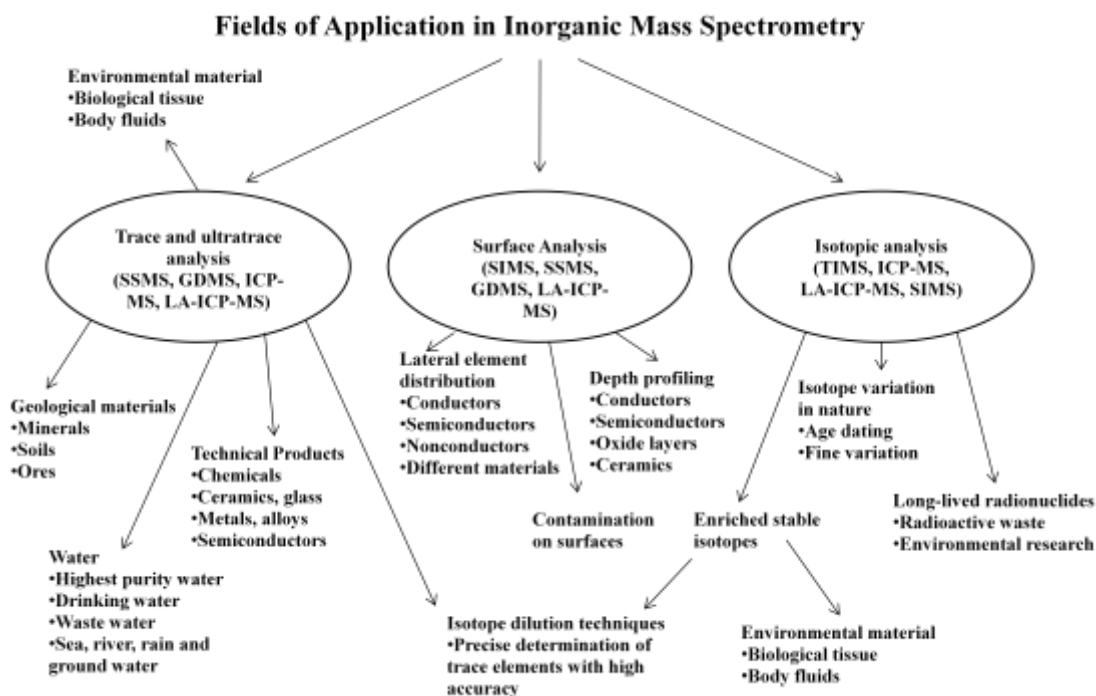 Fields of Application in Inorganic Mass Spectrometry
Environmental material
•Biological tissue
•Body fluids
Trace and ultratrace
analysis
(SSMS, GDMS, ICP-
MS, LA-ICP-MS)
Surface Analysis
(SIMS, SSMS,
GDMS, LA-ICP-
MS)
Isotopic analysis
(TIMS, ICP-MS,
LA-ICP-MS, SIMS)
Geological materials
•Minerals
•Soils
•Ores
Technical Products
•Chemicals
•Ceramics, glass
•Metals, alloys
•Semiconductors
Water
•Highest purity water
•Drinking water
•Waste water
•Sea, river, rain and
ground water
Lateral element
distribution
•Conductors
•Semiconductors
•Nonconductors
•Different materials
Depth profiling
•Conductors
•Semiconductors
•Oxide layers
•Ceramics
Contamination
on surfaces
Isotope variation
in nature
•Age dating
•Fine variation
Long-lived radionuclides
•Radioactive waste
•Environmental research
Enriched stable
isotopes
Isotope dilution techniques
•Precise determination of
trace elements with high
accuracy
Environmental material
•Biological tissue
•Body fluids